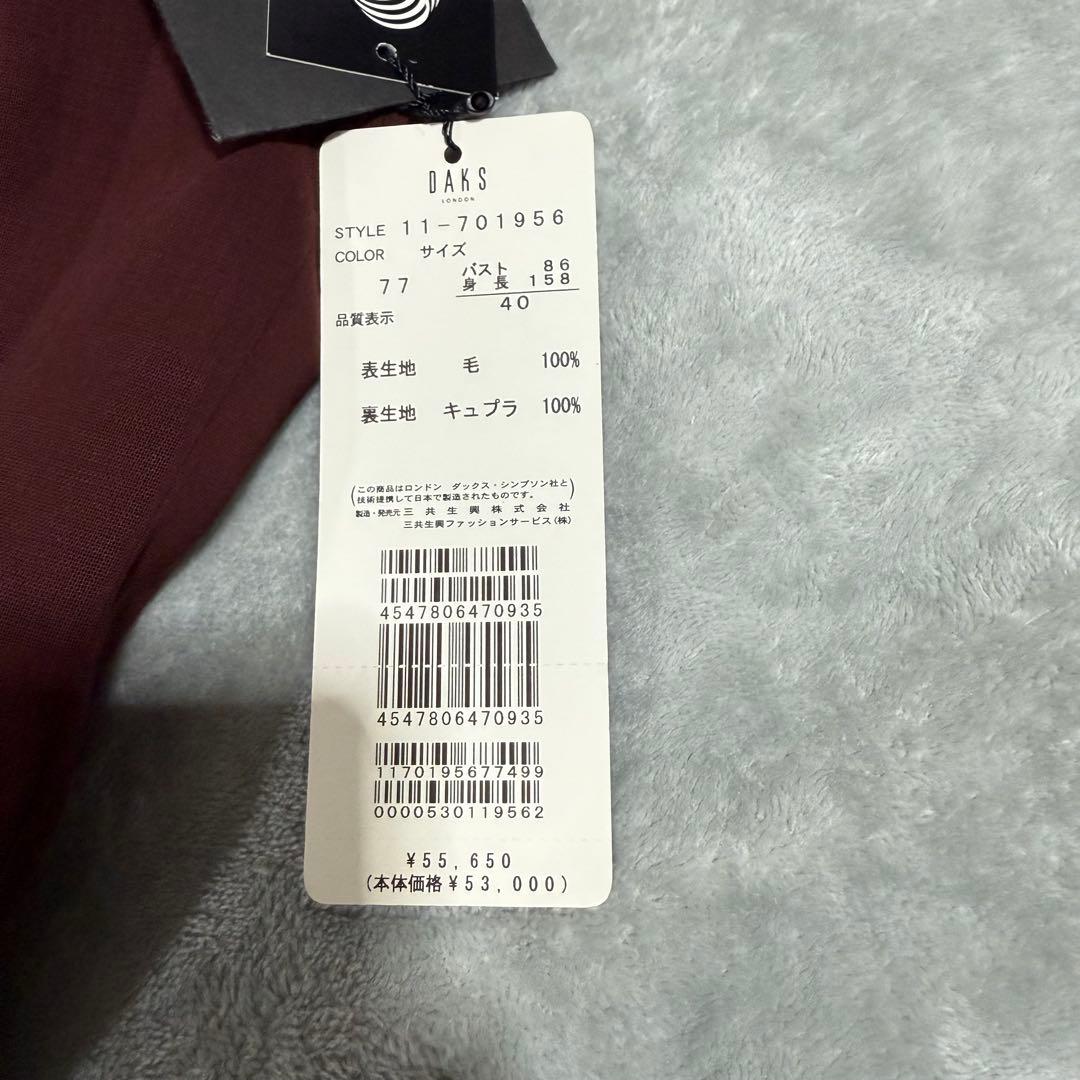 DAKS
LONDON
STYLE 11-701956
COLOR サイズ
77 バスト 86
身長 158
40
品質表示
表生地 毛 100%
裏生地 キュプラ 100%
(この商品はロンドン ダックス・シンプソン社と
技術提携して日本で製造されたものです。)
製造・発売元 三共生興株式会社
三共生興ファッションサービス(株)
4547806470935
4547806470935
1170195677499
0000530119562
¥55,650
(本体価格¥53,000)